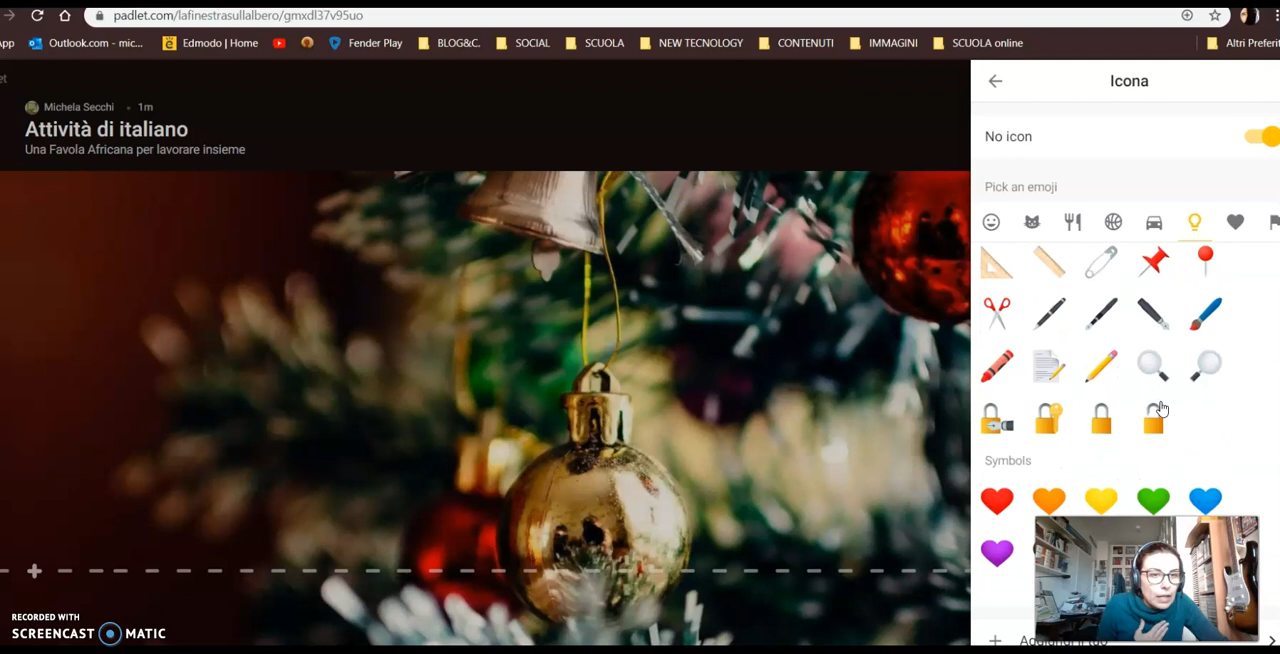 padlet.com/lafinestrasullalbero/gmxdl37v95uo
App Outlook.com - mic... Edmodo | Home Fender Play BLOG&C. SOCIAL SCUOLA NEW TECNOLOGY CONTENUTI IMMAGINI SCUOLA online Altri Preferit
et
Michela Secchi • 1m
Attività di italiano
Una Favola Africana per lavorare insieme
Icona
No icon
Pick an emoji
Symbols
RECORDED WITH
SCREENCAST MATIC